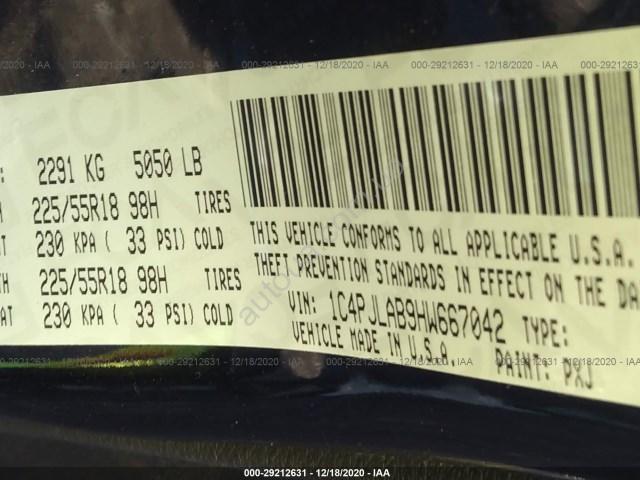 000-29212631 - 12/18/2020 - IAA
2291 KG 5050 LB
225/55R18 98H TIRES
230 KPA ( 33 PSI) COLD
225/55R18 98H TIRES
AT 230 KPA ( 33 PSI) COLD
THIS VEHICLE CONFORMS TO ALL APPLICABLE U.S.A.
THEFT PREVENTION STANDARDS IN EFFECT ON THE DA
VIN: 1C4PJLAB9HW667042 TYPE:
VEHICLE MADE IN U.S.A. PAINT: PXJ
000-29212631 - 12/18/2020 - IAA